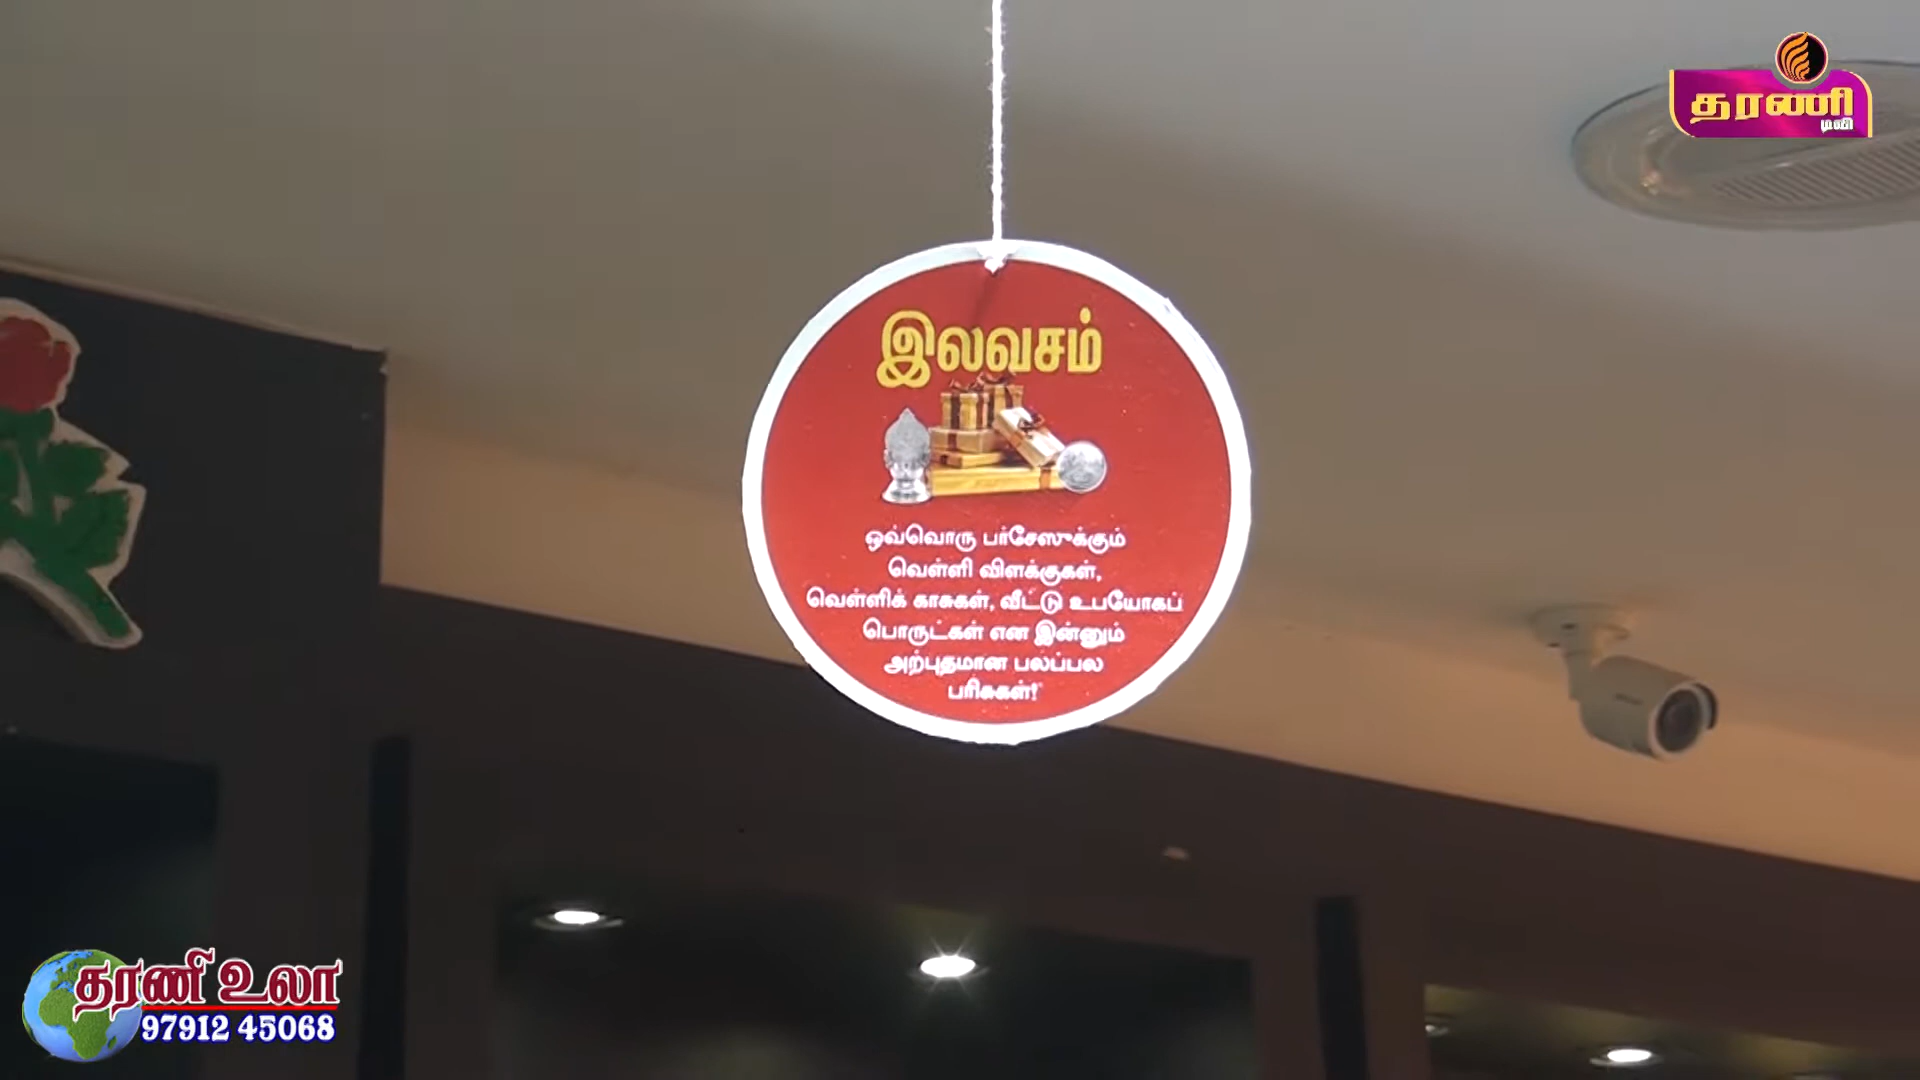 தரணி
டிவி
இலவசம்
ஒவ்வொரு பர்சேஸுக்கும்
வெள்ளி விளக்குகள்,
வெள்ளிக் காசுகள், வீட்டு உபயோகப்
பொருட்கள் என இன்னும்
அற்புதமான பலப்பல
பரிசுகள்!
தரணி உலா
97912 45068